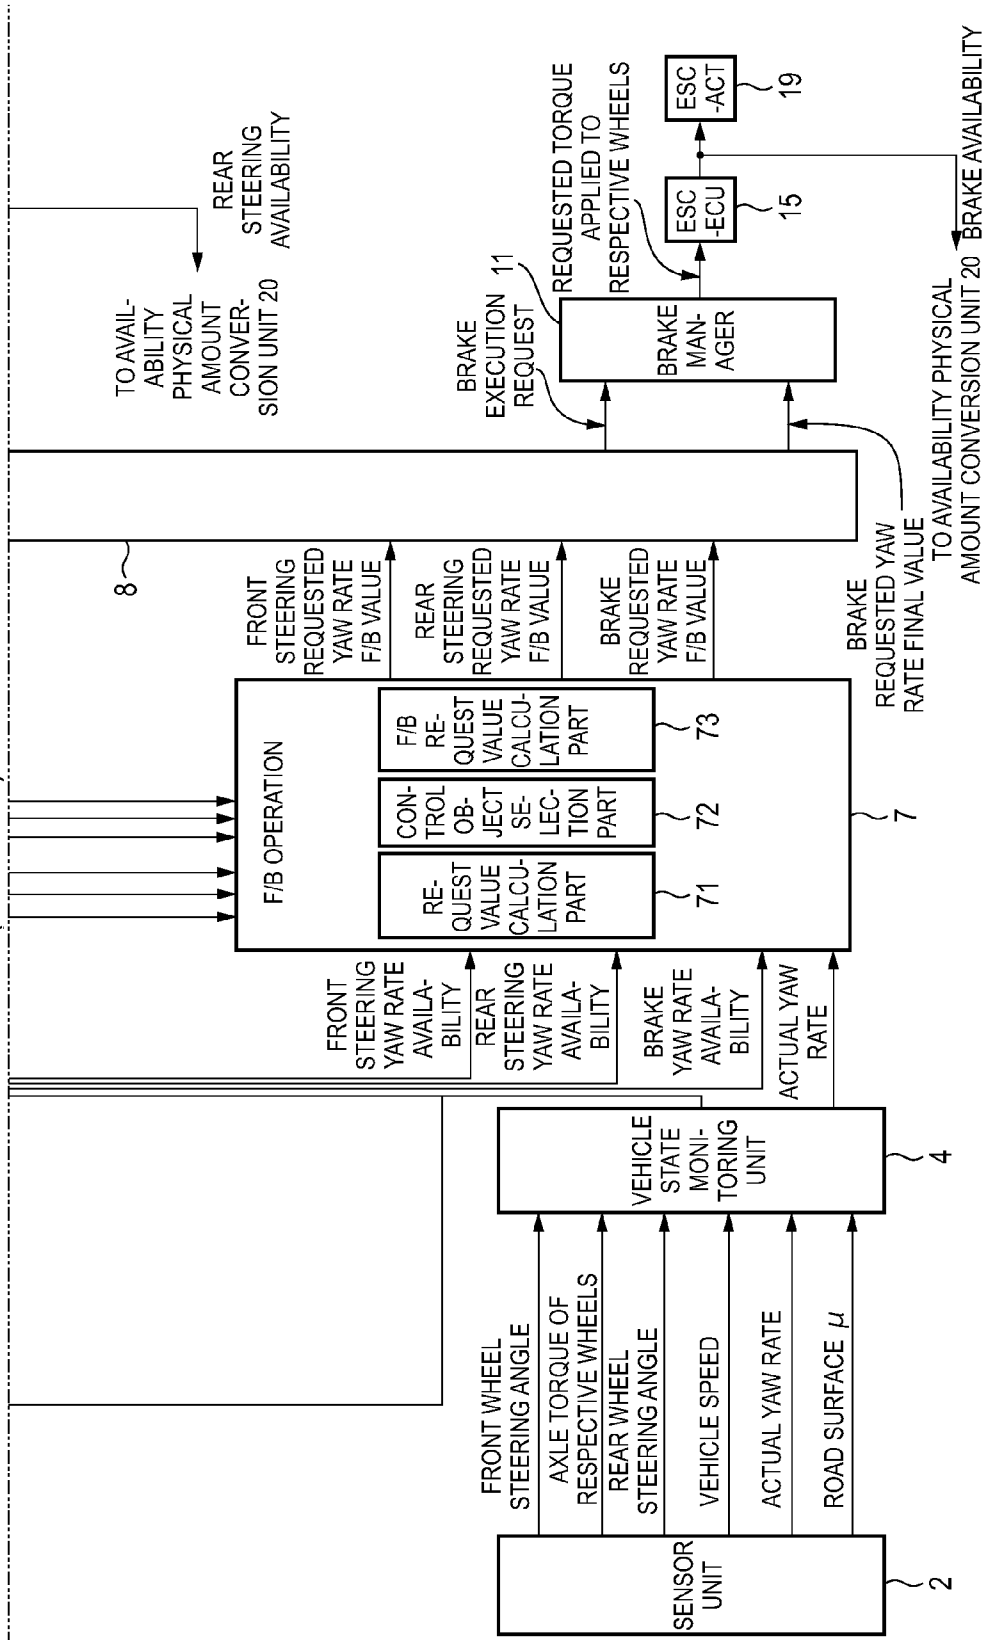 SENSOR
UNIT
2
FRONT WHEEL
STEERING ANGLE
AXLE TORQUE OF
RESPECTIVE WHEELS
REAR WHEEL
STEERING ANGLE
VEHICLE SPEED
ACTUAL YAW RATE
ROAD SURFACE μ
VEHICLE
STATE
MONI-
TORING
UNIT
4
FRONT
STEERING
YAW RATE
AVAILA-
BILITY
REAR
STEERING
YAW RATE
AVAILA-
BILITY
BRAKE
YAW RATE
AVAILA-
BILITY
ACTUAL YAW
RATE
F/B OPERATION
RE-
QUEST
VALUE
CALCU-
LATION
PART
71
CON-
TROL
OB-
JECT
SE-
LEC-
TION
PART
72
F/B
RE-
QUEST
VALUE
CALCU-
LATION
PART
73
7
FRONT
STEERING
REQUESTED
YAW RATE
F/B VALUE
REAR
STEERING
REQUESTED
YAW RATE
F/B VALUE
BRAKE
REQUESTED
YAW RATE
F/B VALUE
8
TO AVAIL-
ABILITY
PHYSICAL
AMOUNT
CONVER-
SION UNIT 20
REAR
STEERING
AVAILABILITY
BRAKE
EXECUTION
REQUEST
BRAKE
REQUESTED YAW
RATE FINAL VALUE
11
BRAKE
MAN-
AGER
REQUESTED TORQUE
APPLIED TO
RESPECTIVE WHEELS
ESC
-ECU
15
ESC
-ACT
19
TO AVAILABILITY PHYSICAL
AMOUNT CONVERSION UNIT 20
BRAKE AVAILABILITY